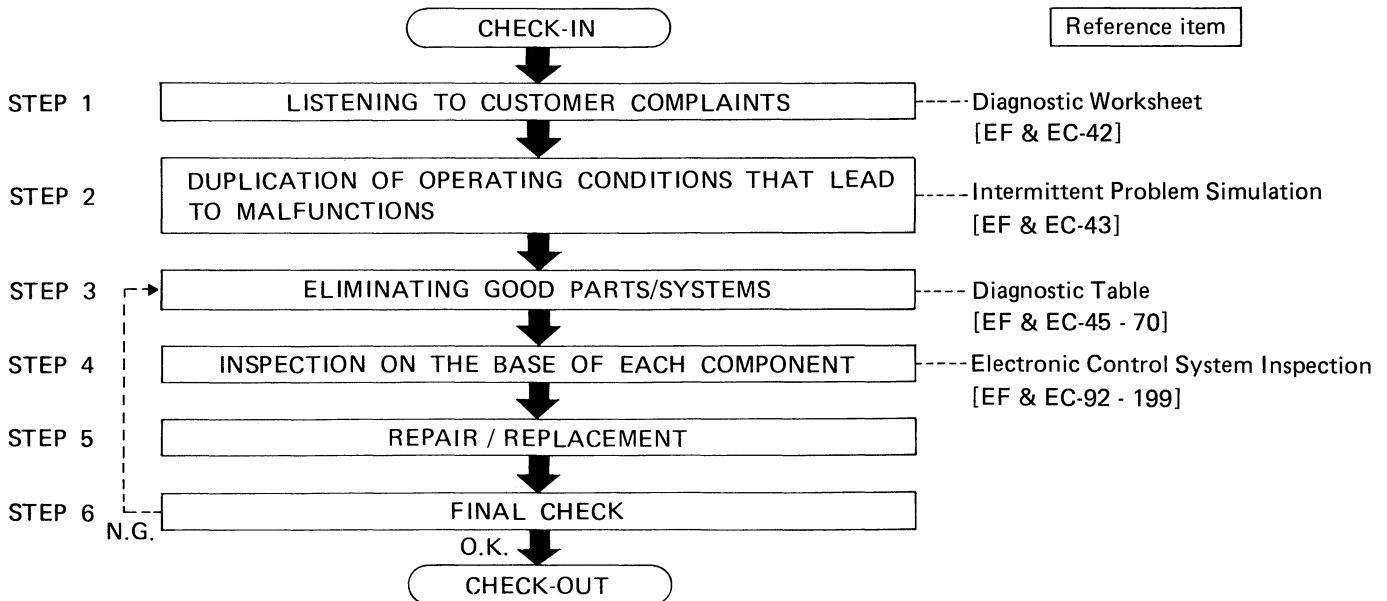 CHECK-IN
Reference item
STEP 1
LISTENING TO CUSTOMER COMPLAINTS
Diagnostic Worksheet
[EF & EC-42]
STEP 2
DUPLICATION OF OPERATING CONDITIONS THAT LEAD
TO MALFUNCTIONS
Intermittent Problem Simulation
[EF & EC-43]
STEP 3
ELIMINATING GOOD PARTS/SYSTEMS
Diagnostic Table
[EF & EC-45 - 70]
STEP 4
INSPECTION ON THE BASE OF EACH COMPONENT
Electronic Control System Inspection
[EF & EC-92 - 199]
STEP 5
REPAIR / REPLACEMENT
STEP 6
FINAL CHECK
N.G.
O.K.
CHECK-OUT